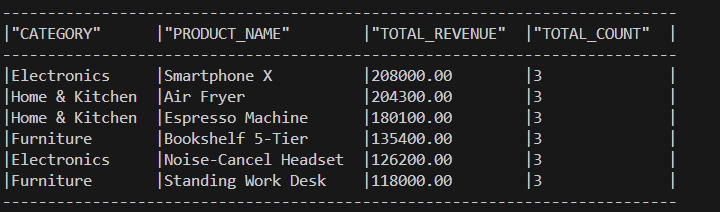 |"CATEGORY"      |"PRODUCT_NAME"         |"TOTAL_REVENUE"  |"TOTAL_COUNT"  |
|Electronics     |Smartphone X           |208000.00        |3              |
|Home & Kitchen  |Air Fryer              |204300.00        |3              |
|Home & Kitchen  |Espresso Machine       |180100.00        |3              |
|Furniture       |Bookshelf 5-Tier       |135400.00        |3              |
|Electronics     |Noise-Cancel Headset   |126200.00        |3              |
|Furniture       |Standing Work Desk     |118000.00        |3              |